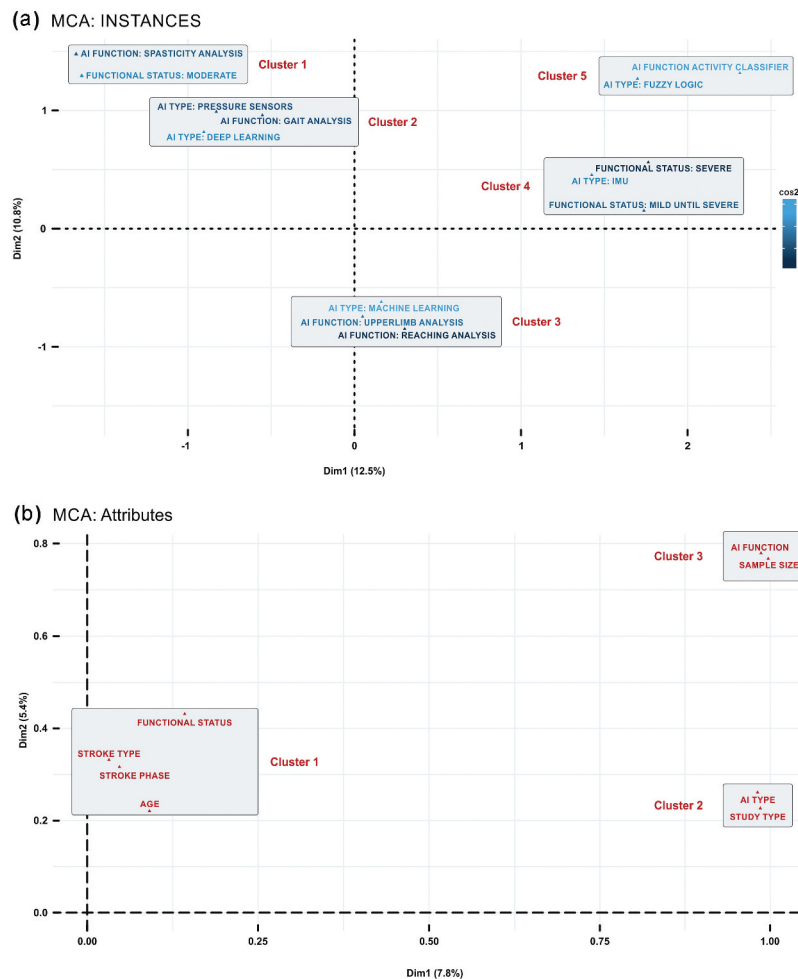 (a) MCA: INSTANCES
AI FUNCTION: SPASTICITY ANALYSIS
FUNCTIONAL STATUS: MODERATE
Cluster 1
AI FUNCTION ACTIVITY CLASSIFIER
AI TYPE: FUZZY LOGIC
Cluster 5
AI TYPE: PRESSURE SENSORS
AI FUNCTION: GAIT ANALYSIS
AI TYPE: DEEP LEARNING
Cluster 2
FUNCTIONAL STATUS: SEVERE
AI TYPE: IMU
FUNCTIONAL STATUS: MILD UNTIL SEVERE
Cluster 4
cos2
AI TYPE: MACHINE LEARNING
AI FUNCTION: UPPERLIMB ANALYSIS
AI FUNCTION: REACHING ANALYSIS
Cluster 3
1
0
-1
Dim2 (10.8%)
-1
0
1
2
Dim1 (12.5%)
(b) MCA: Attributes
AI FUNCTION
SAMPLE SIZE
Cluster 3
FUNCTIONAL STATUS
STROKE TYPE
STROKE PHASE
AGE
Cluster 1
AI TYPE
STUDY TYPE
Cluster 2
0.8
0.6
0.4
0.2
0.0
Dim2 (5.4%)
0.00
0.25
0.50
0.75
1.00
Dim1 (7.8%)